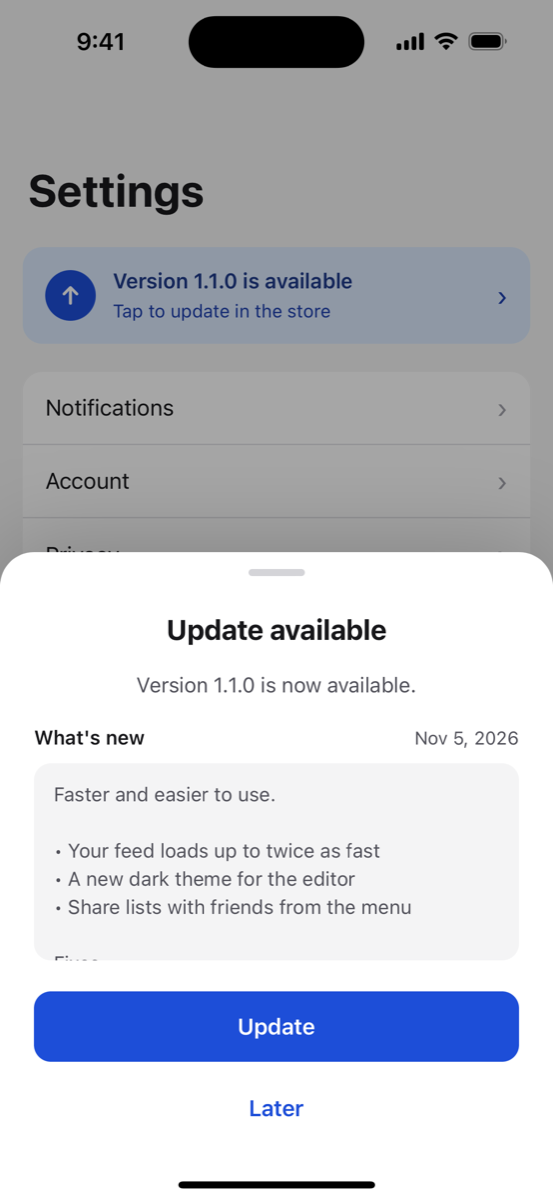 9:41
Settings
Version 1.1.0 is available
Tap to update in the store
Notifications
Account
Privacy
Update available
Version 1.1.0 is now available.
What's new
Nov 5, 2026
Faster and easier to use.
• Your feed loads up to twice as fast
• A new dark theme for the editor
• Share lists with friends from the menu
Fixes
Update
Later